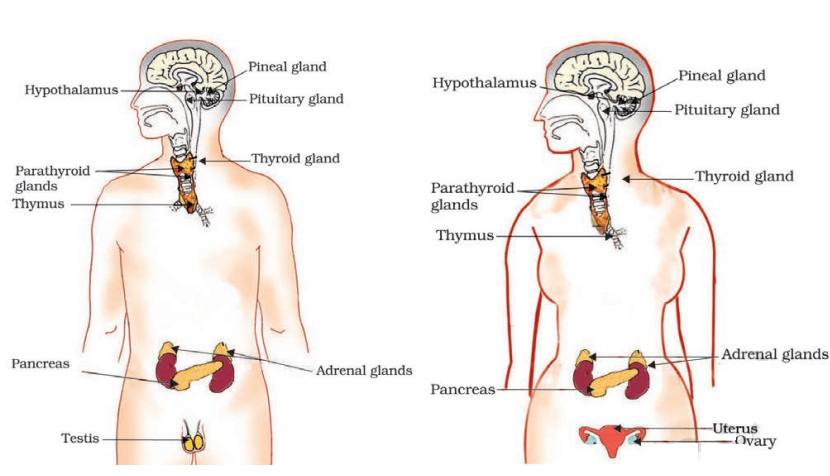 Pineal gland
Hypothalamus
Pituitary gland
Thyroid gland
Parathyroid
glands
Thymus
Pancreas
Adrenal glands
Testis
Pineal gland
Hypothalamus
Pituitary gland
Thyroid gland
Parathyroid
glands
Thymus
Adrenal glands
Pancreas
Uterus
Ovary